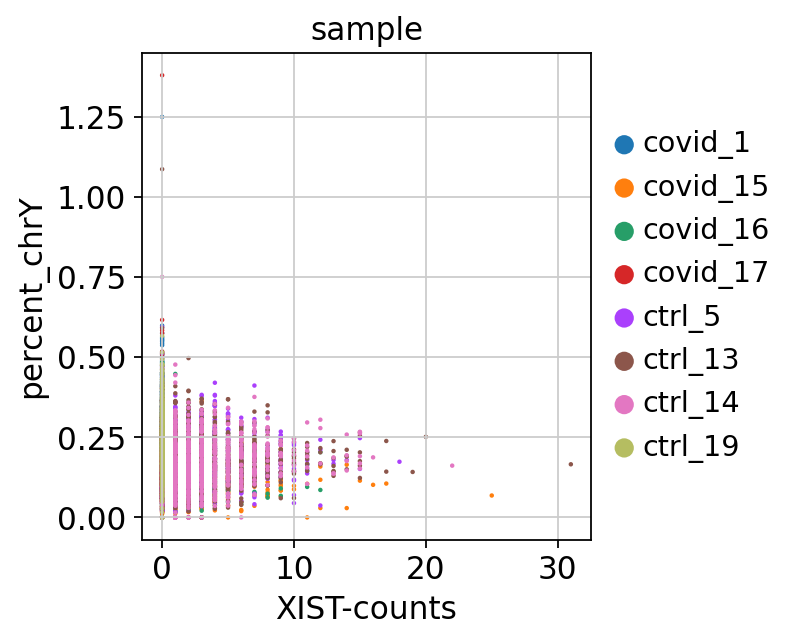 sample
percent_chrY
1.25
1.00
0.75
0.50
0.25
0.00
0
10
20
30
XIST-counts
covid_1
covid_15
covid_16
covid_17
ctrl_5
ctrl_13
ctrl_14
ctrl_19